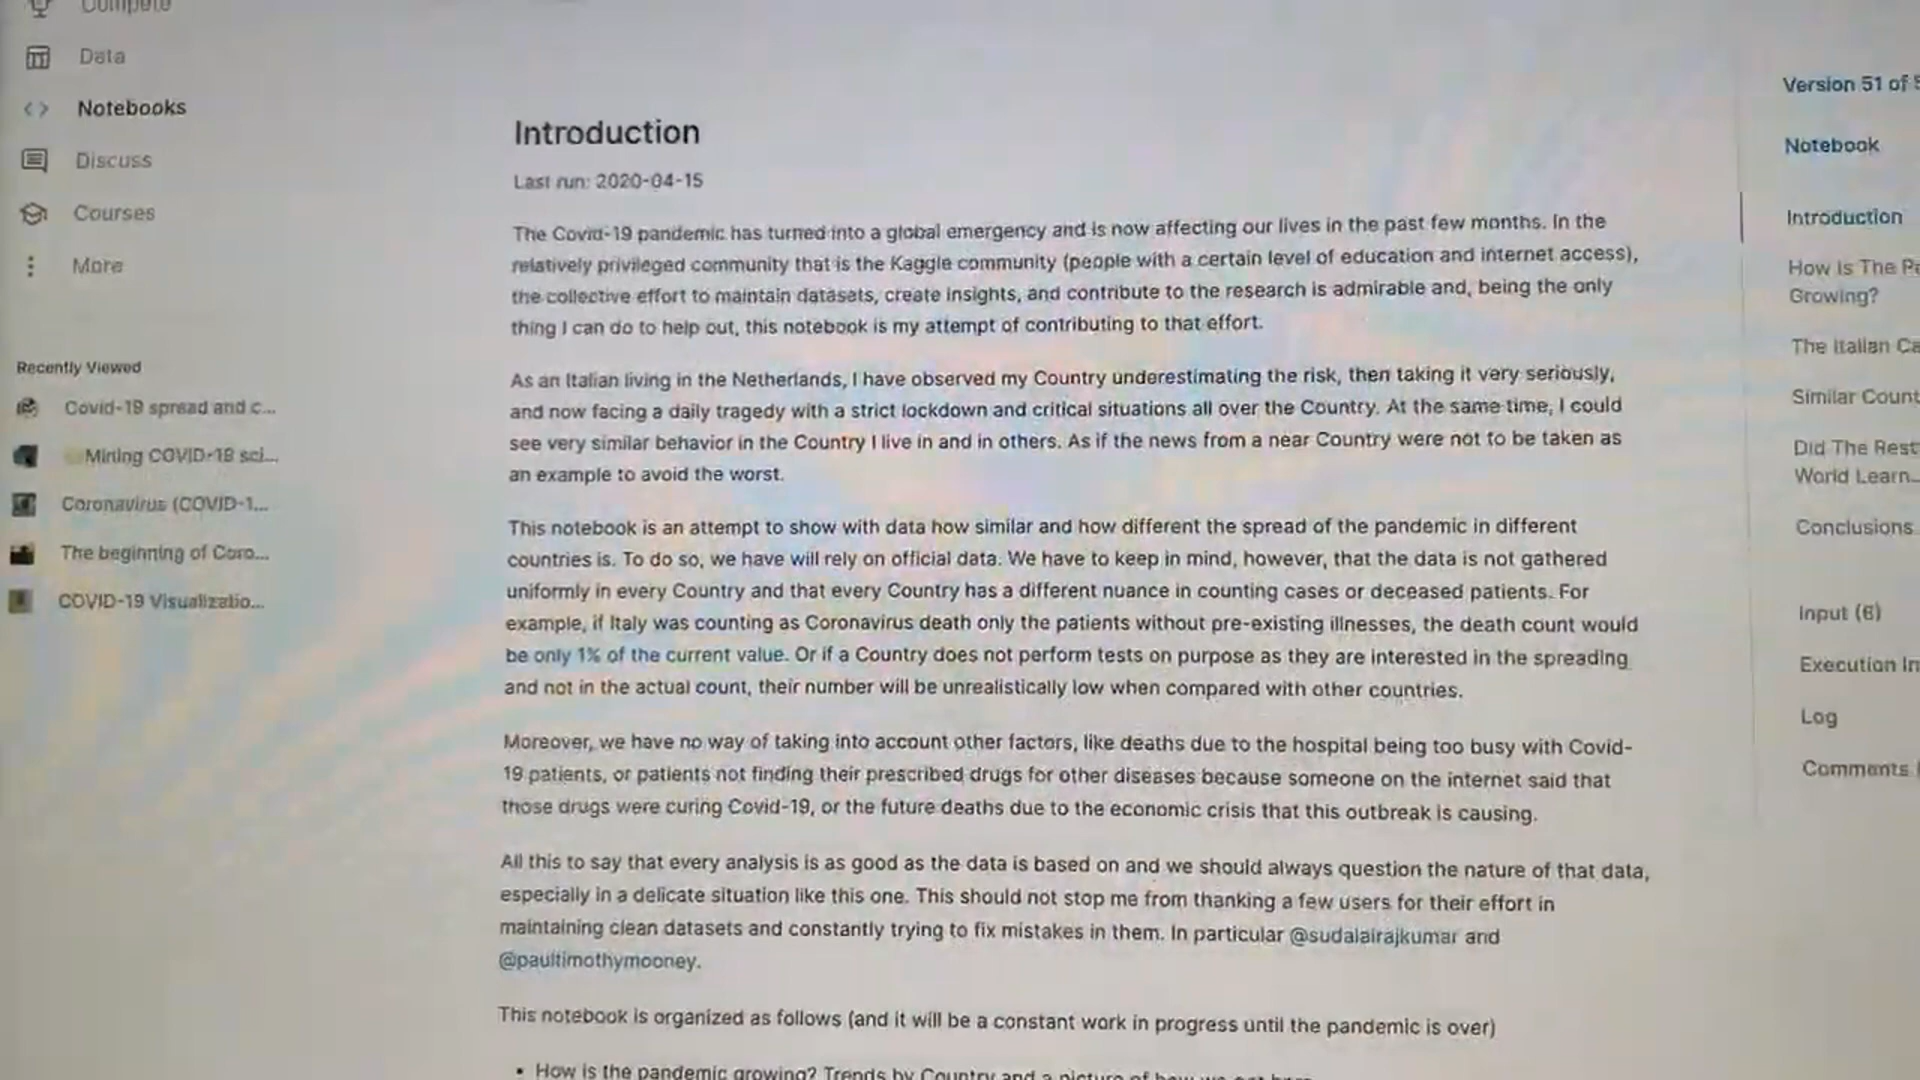 Compete
Data
Notebooks
Discuss
Courses
More
Recently Viewed
Covid-19 spread and c...
Mining COVID-19 sci...
Coronavirus (COVID-1...
The beginning of Coro...
COVID-19 Visualizatio...
Introduction
Last run: 2020-04-15
The Covid-19 pandemic has turned into a global emergency and is now affecting our lives in the past few months. In the
relatively privileged community that is the Kaggle community (people with a certain level of education and internet access),
the collective effort to maintain datasets, create insights, and contribute to the research is admirable and, being the only
thing I can do to help out, this notebook is my attempt of contributing to that effort.
As an Italian living in the Netherlands, I have observed my Country underestimating the risk, then taking it very seriously,
and now facing a daily tragedy with a strict lockdown and critical situations all over the Country. At the same time, I could
see very similar behavior in the Country I live in and in others. As if the news from a near Country were not to be taken as
an example to avoid the worst.
This notebook is an attempt to show with data how similar and how different the spread of the pandemic in different
countries is. To do so, we have will rely on official data. We have to keep in mind, however, that the data is not gathered
uniformly in every Country and that every Country has a different nuance in counting cases or deceased patients. For
example, if Italy was counting as Coronavirus death only the patients without pre-existing illnesses, the death count would
be only 1% of the current value. Or if a Country does not perform tests on purpose as they are interested in the spreading
and not in the actual count, their number will be unrealistically low when compared with other countries.
Moreover, we have no way of taking into account other factors, like deaths due to the hospital being too busy with Covid-
19 patients, or patients not finding their prescribed drugs for other diseases because someone on the internet said that
those drugs were curing Covid-19, or the future deaths due to the economic crisis that this outbreak is causing.
All this to say that every analysis is as good as the data is based on and we should always question the nature of that data,
especially in a delicate situation like this one. This should not stop me from thanking a few users for their effort in
maintaining clean datasets and constantly trying to fix mistakes in them. In particular @sudalairajkumar and
@paultimothymooney.
This notebook is organized as follows (and it will be a constant work in progress until the pandemic is over)
• How is the pandemic growing? Trends by Country and a picture of how we got here
Version 51 of
Notebook
Introduction
How Is The
Growing?
The Italian
Similar
Did The Rest
World Learn...
Conclusions
Input (6)
Execution
Log
Comments